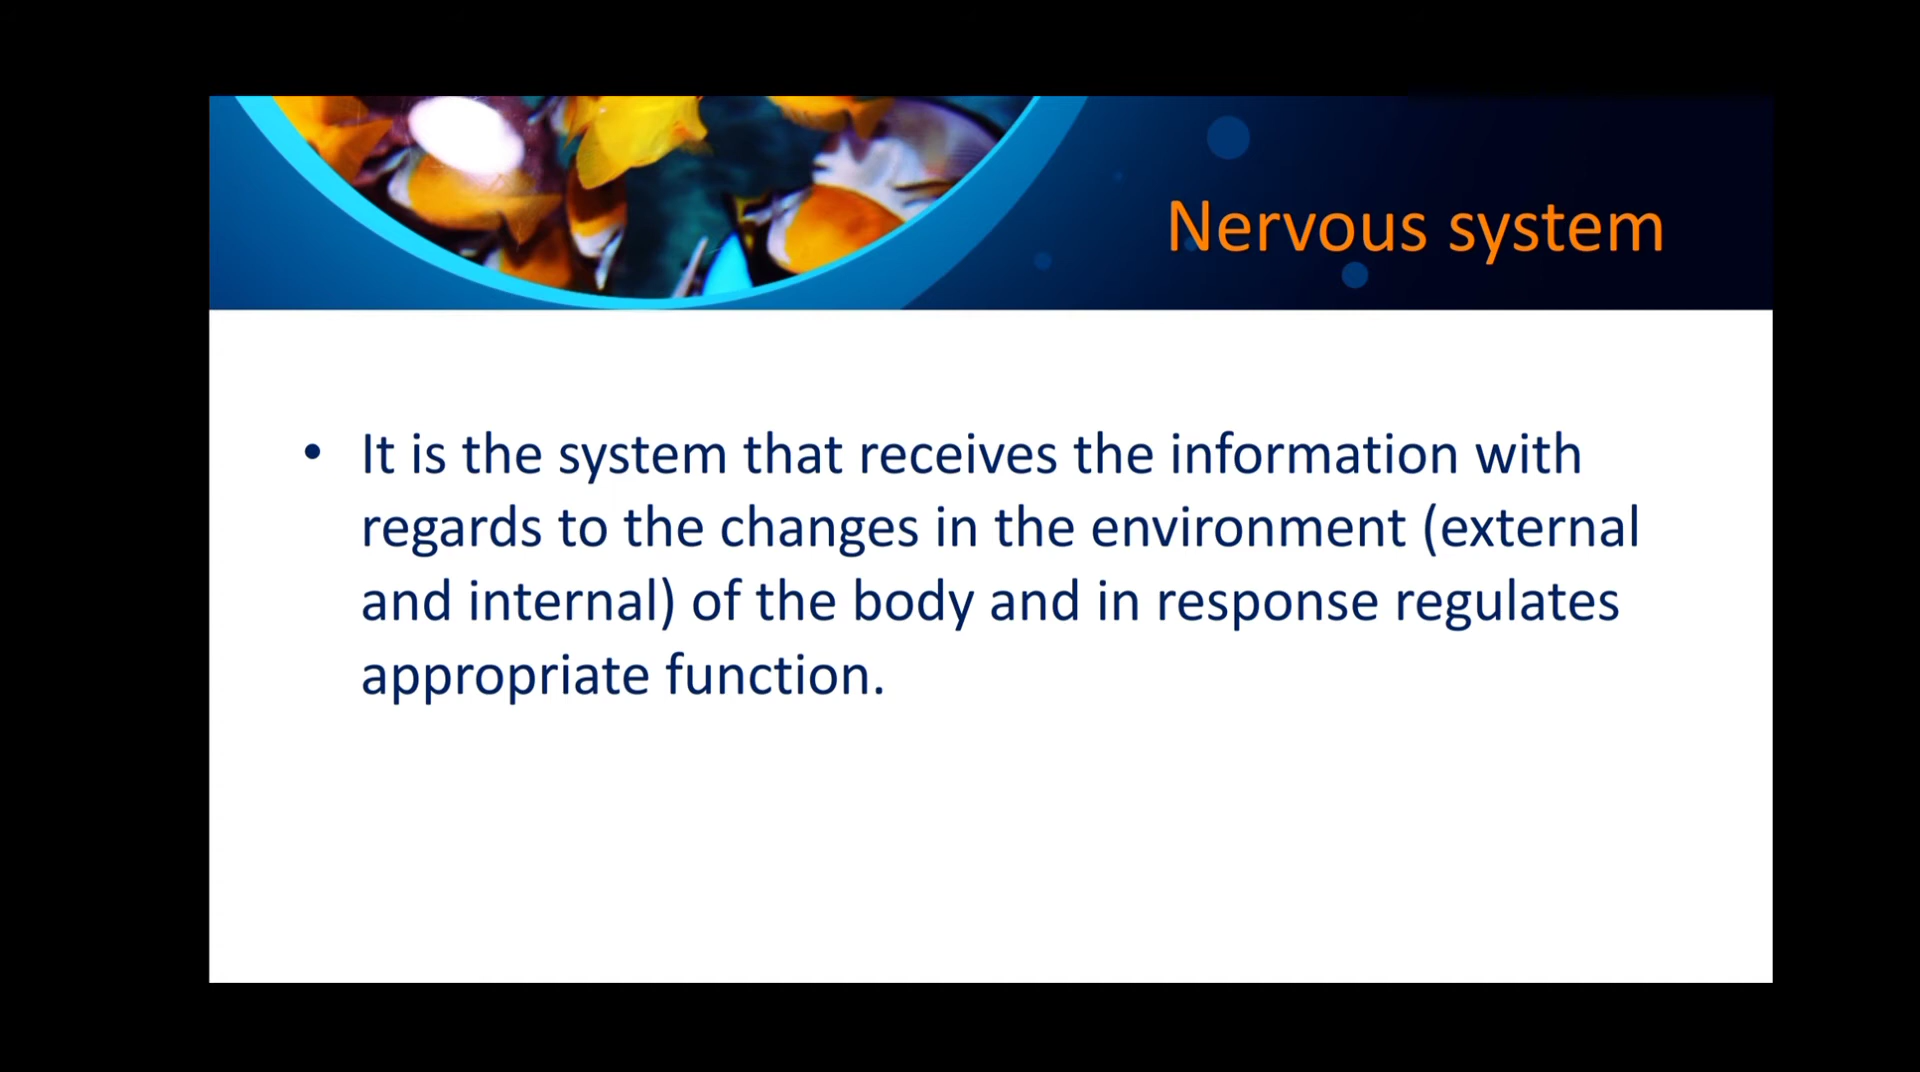 Nervous system
• It is the system that receives the information with
regards to the changes in the environment (external
and internal) of the body and in response regulates
appropriate function.